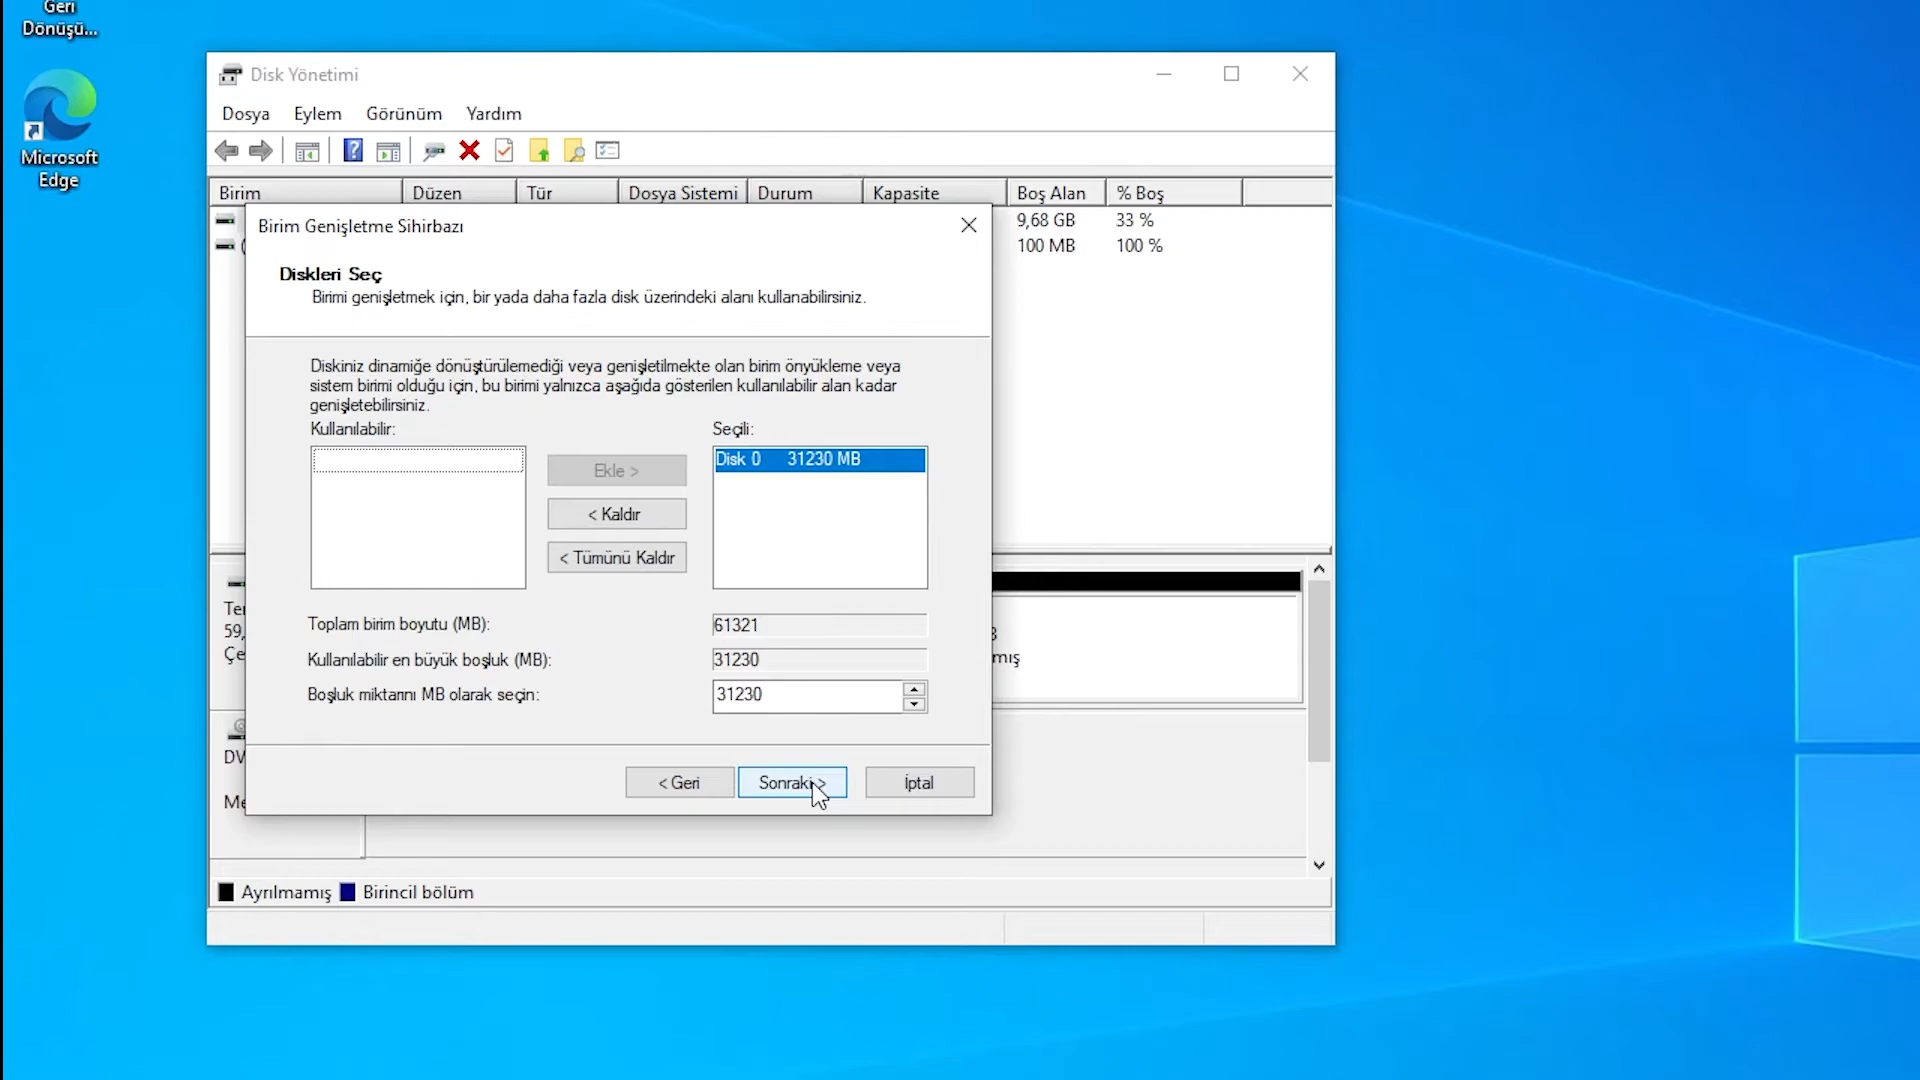 Geri
Dönüşü...
Microsoft
Edge
Disk Yönetimi
Dosya Eylem Görünüm Yardım
Birim Düzen Tür Dosya Sistemi Durum Kapasite Boş Alan % Boş
9,68 GB 33 %
100 MB 100 %
Birim Genişletme Sihirbazı
Diskleri Seç
Birimi genişletmek için, bir yada daha fazla disk üzerindeki alanı kullanabilirsiniz.
Diskiniz dinamiğe dönüştürülemediği veya genişletilmekte olan birim önyükleme veya
sistem birimi olduğu için, bu birimi yalnızca aşağıda gösterilen kullanılabilir alan kadar
genişletebilirsiniz.
Kullanılabilir: Seçili:
Disk 0 31230 MB
Ekle >
< Kaldır
< Tümünü Kaldır
Toplam birim boyutu (MB): 61321
Kullanılabilir en büyük boşluk (MB): 31230
Boşluk miktarını MB olarak seçin: 31230
< Geri Sonraki > İptal
Ter
59,
Çe
mış
DV
Me
Ayrılmamış Birincil bölüm